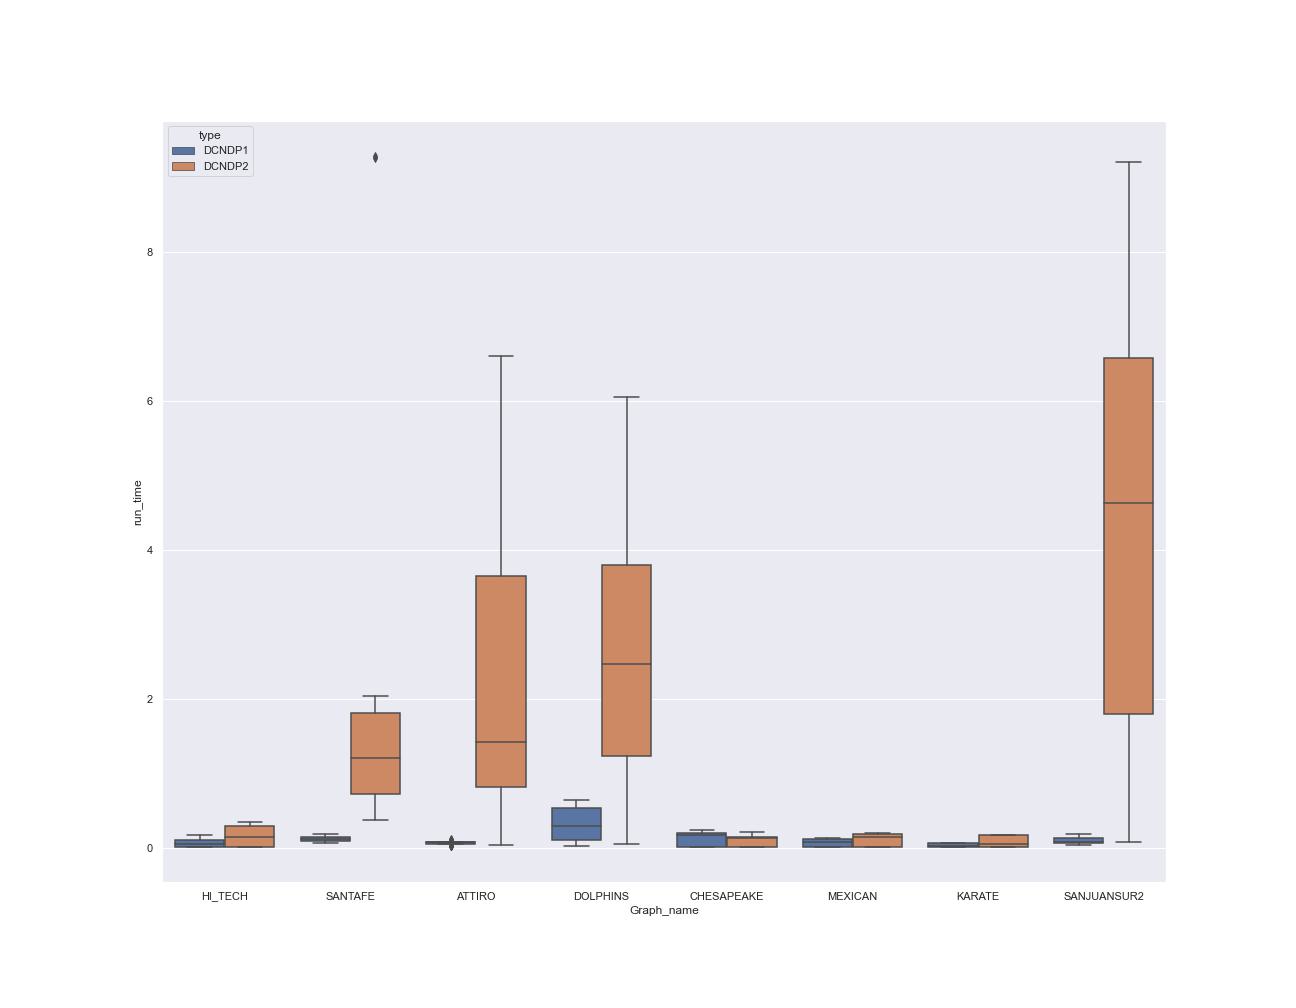 type
DCNDP1
DCNDP2
8
6
4
2
0
run_time
HI_TECH SANTAFE ATTIRO DOLPHINS CHESAPEAKE MEXICAN KARATE SANJUANSUR2
Graph_name